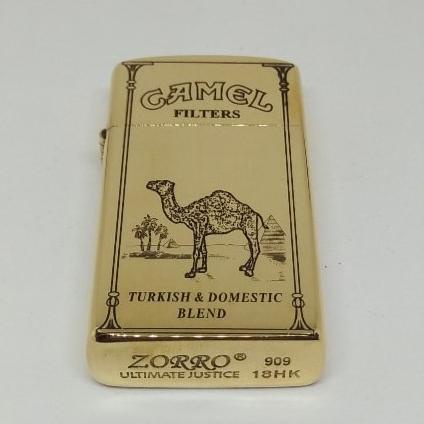 CAMEL
FILTERS
TURKISH & DOMESTIC
BLEND
ZORRO® 909
ULTIMATE JUSTICE 18HK